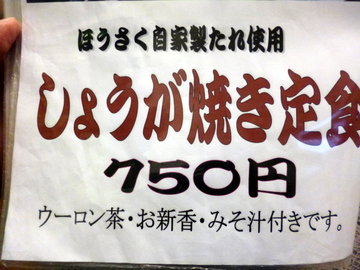 ほうさく自家製たれ使用
しょうが焼き定食
750円
ウーロン茶・お新香・みそ汁付きです。